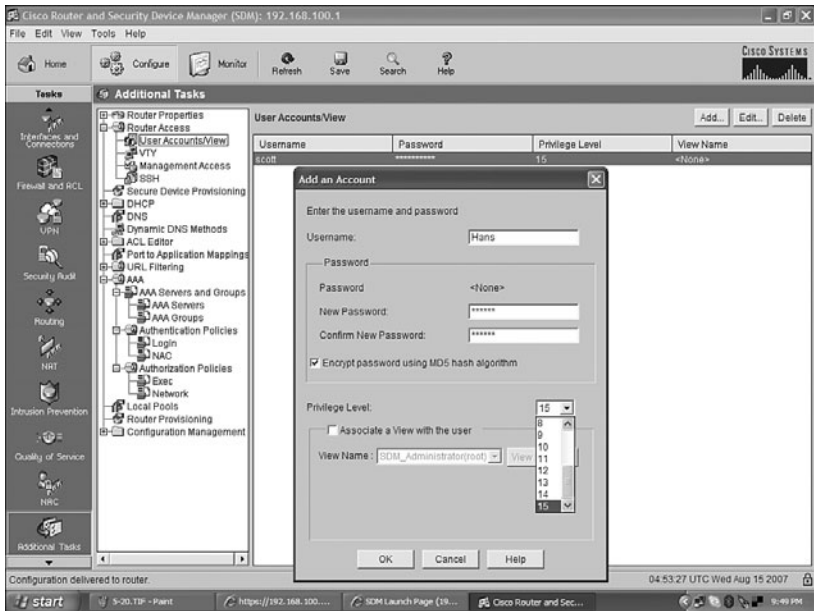 Cisco Router and Security Device Manager (SDM): 192.168.100.1
File Edit View Tools Help
Home Configure Monitor Refresh Save Search Help
CISCO SYSTEMS
Tasks
Additional Tasks
Interfaces and Connections
Firewall and ACL
VPN
Security Audit
Routing
NAT
Intrusion Prevention
Quality of Service
NAC
Additional Tasks
Router Properties
Router Access
User Accounts/View
VTY
Management Access
SSH
Secure Device Provisioning
DHCP
DNS
Dynamic DNS Methods
ACL Editor
Port to Application Mappings
URL Filtering
AAA
AAA Servers and Groups
AAA Servers
AAA Groups
Authentication Policies
Login
NAC
Authorization Policies
Exec
Network
Local Pools
Router Provisioning
Configuration Management
User Accounts/View
Add... Edit... Delete
Username Password Privilege Level View Name
scott ********** 15 <None>
Add an Account
Enter the username and password
Username: Hans
Password
Password <None>
New Password: ******
Confirm New Password: ******
Encrypt password using MD5 hash algorithm
Privilege Level: 15
8
9
10
11
12
13
14
15
Associate a View with the user
View Name : SDM_Administrator(root) View
OK Cancel Help
Configuration delivered to router.
04:53:27 UTC Wed Aug 15 2007
start
5-20.TIF - Paint
https://192.168.100....
SDM Launch Page (19...
Cisco Router and Sec...
9:49 PM